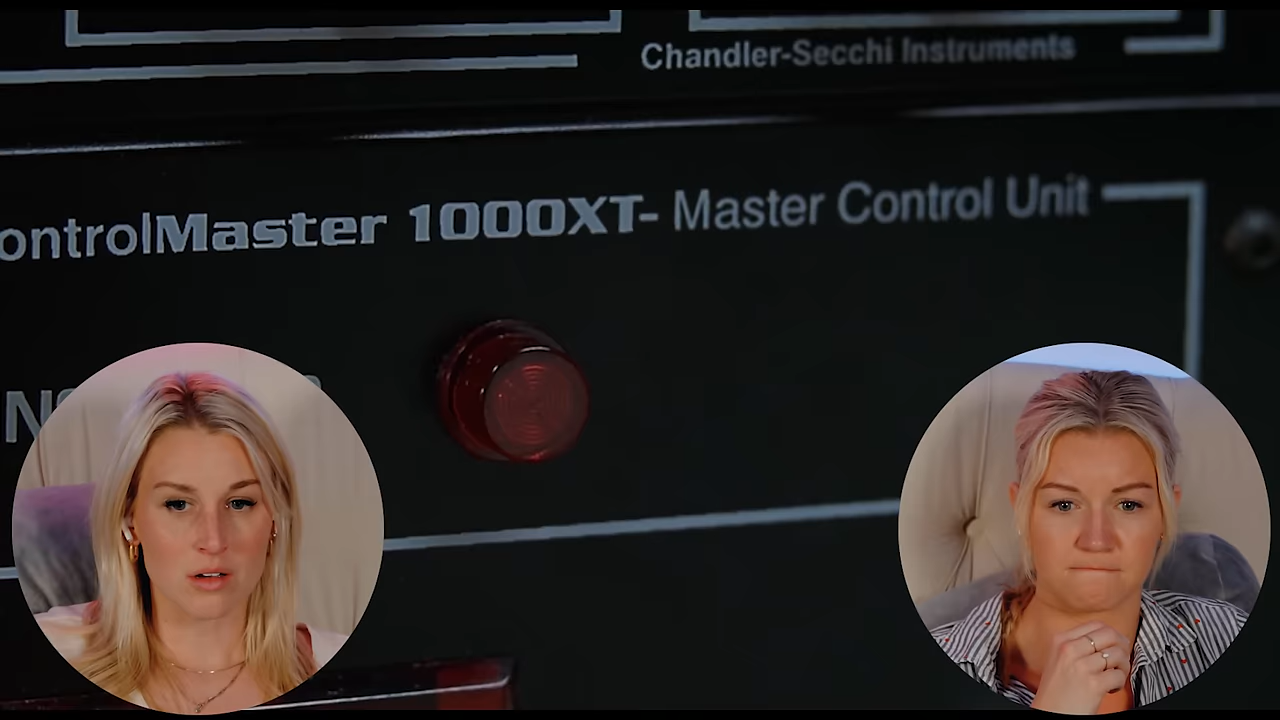 Chandler-Secchi Instruments
ontrolMaster 1000XT- Master Control Unit